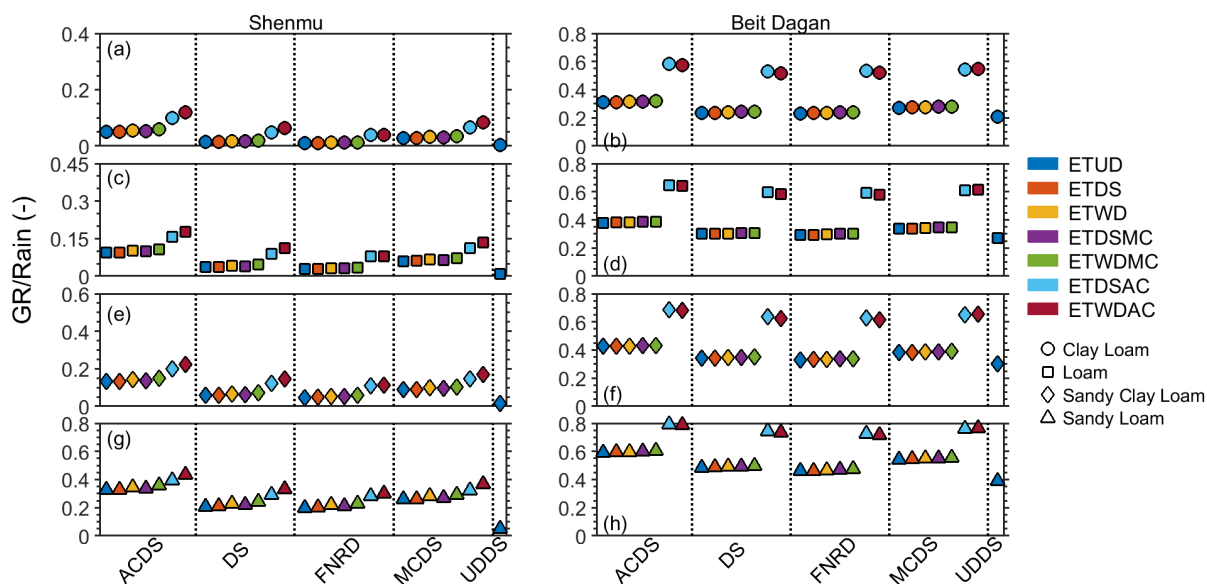 Shenmu Beit Dagan
0.4 (a) 0.8
0.6
0.2 0.4
0.2
0 0 (b)
0.45 (c) 0.8
0.3 0.6
0.4
0.15 0.2
0 0 (d)
0.6 (e) 0.8
0.4 0.6
0.4
0.2 0.2
0 0 (f)
0.8 (g) 0.8
0.6 0.6
0.4 0.4
0.2 0.2
0 0 (h)
GR/Rain (-)
ACDS DS FNRD MCDS UDDS
ACDS DS FNRD MCDS UDDS
ETUD
ETDS
ETWD
ETDSMC
ETWDMC
ETDSAC
ETWDAC
Clay Loam
Loam
Sandy Clay Loam
Sandy Loam